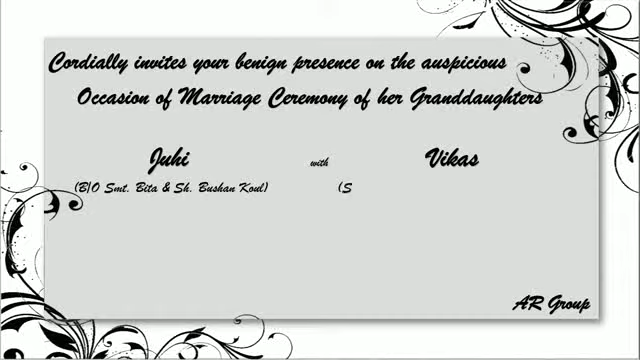 Cordially invites your benign presence on the auspicious
Occasion of Marriage Ceremony of her Granddaughters
Juhi with Vikas
(B|O Smt. Bita & Sh. Bushan Koul) (S
AR Group